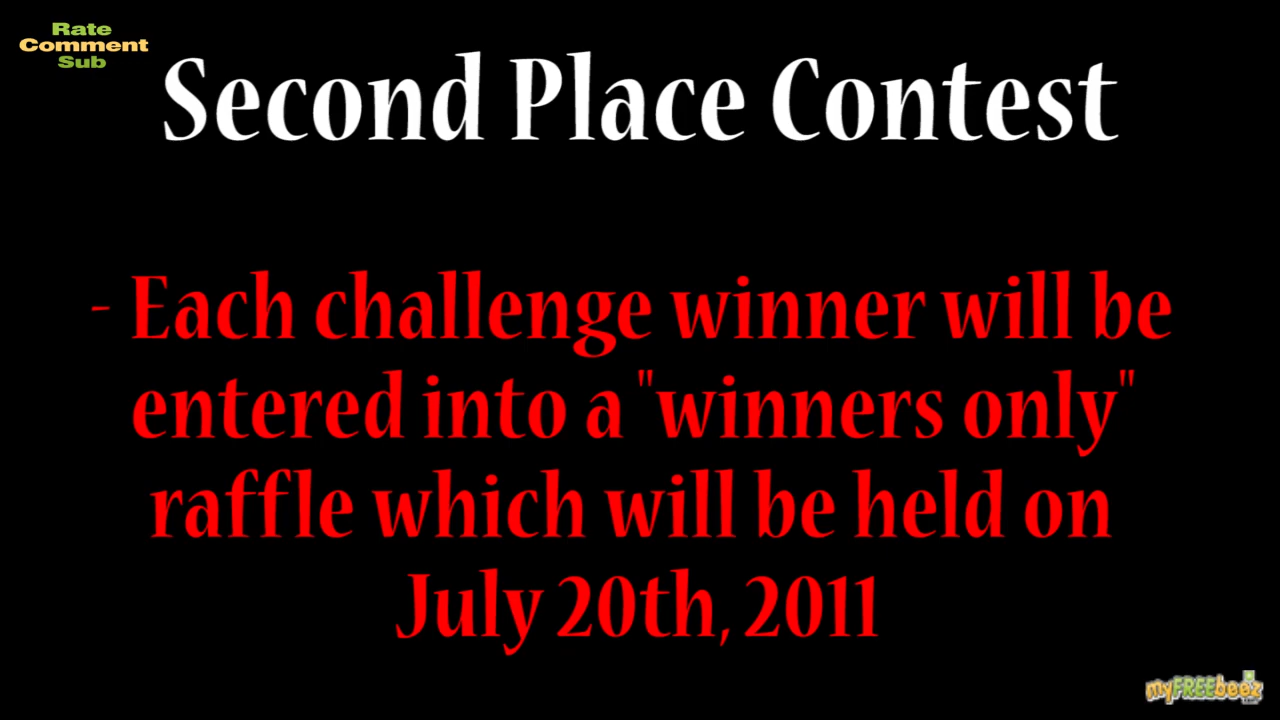 Rate
Comment
Sub
Second Place Contest
- Each challenge winner will be
entered into a "winners only"
raffle which will be held on
July 20th, 2011
myFREEbeez
.com